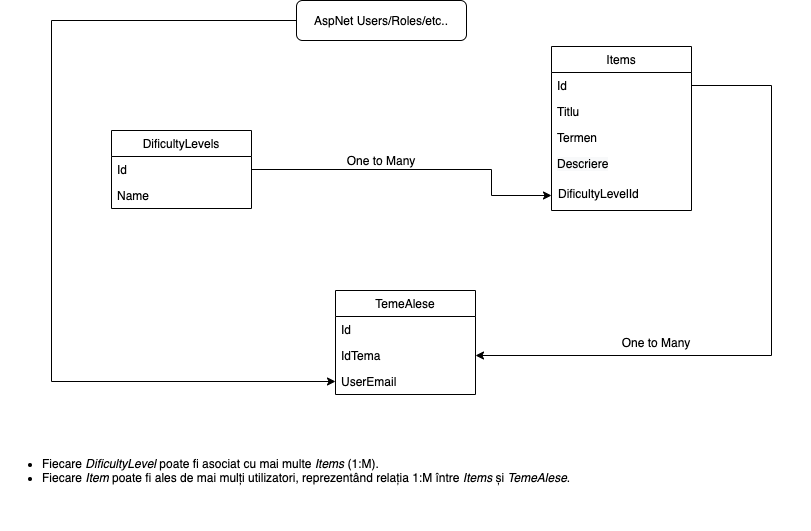 AspNet Users/Roles/etc..
Items
Id
Titlu
Termen
Descriere
DificultyLevelId
DificultyLevels
Id
Name
One to Many
TemeAlese
Id
IdTema
UserEmail
One to Many
• Fiecare DificultyLevel poate fi asociat cu mai multe Items (1:M).
• Fiecare Item poate fi ales de mai mulți utilizatori, reprezentând relația 1:M între Items și TemeAlese.